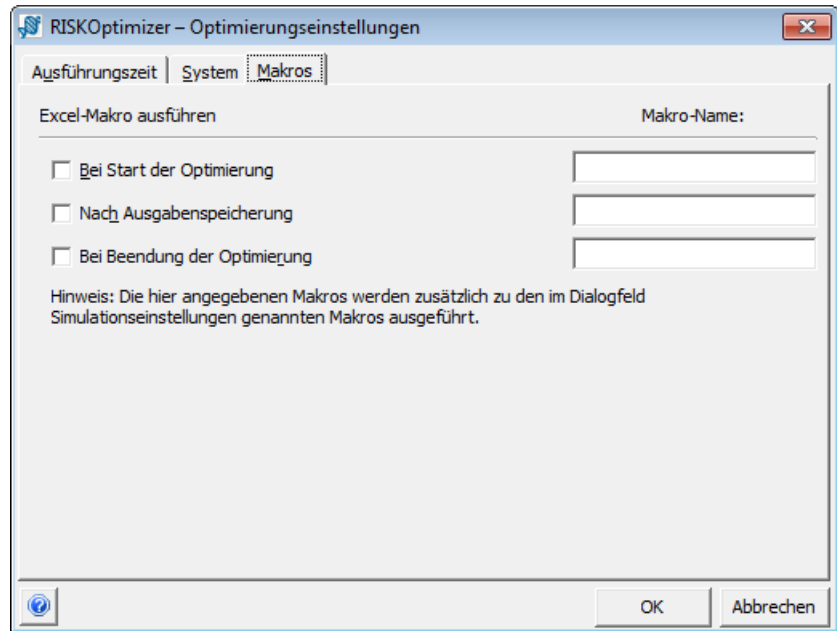 RISKOptimizer – Optimierungseinstellungen
Ausführungszeit System Makros
Excel-Makro ausführen Makro-Name:
Bei Start der Optimierung
Nach Ausgabenspeicherung
Bei Beendung der Optimierung
Hinweis: Die hier angegebenen Makros werden zusätzlich zu den im Dialogfeld
Simulationseinstellungen genannten Makros ausgeführt.
OK Abbrechen